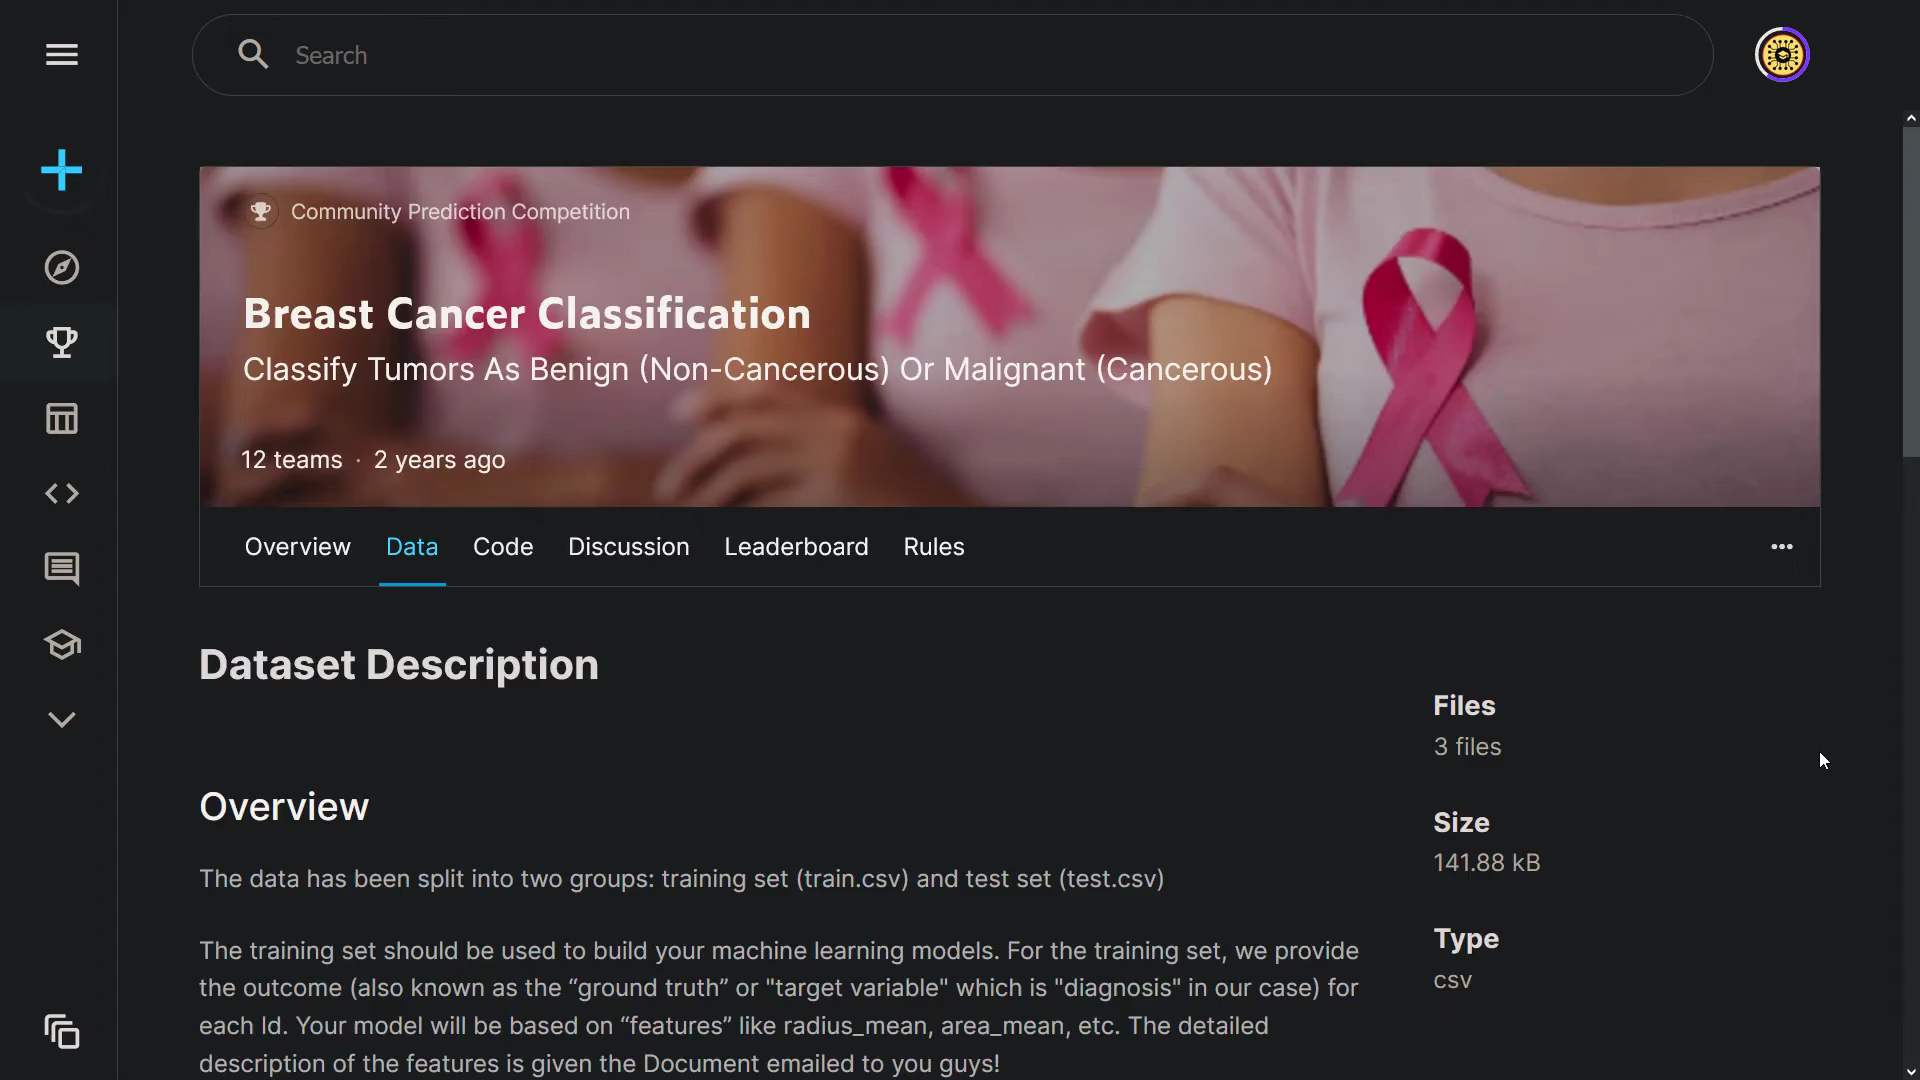 Search
Community Prediction Competition
Breast Cancer Classification
Classify Tumors As Benign (Non-Cancerous) Or Malignant (Cancerous)
12 teams · 2 years ago
Overview Data Code Discussion Leaderboard Rules
Dataset Description
Files
3 files
Overview
Size
141.88 kB
The data has been split into two groups: training set (train.csv) and test set (test.csv)
Type
csv
The training set should be used to build your machine learning models. For the training set, we provide
the outcome (also known as the “ground truth” or "target variable" which is "diagnosis" in our case) for
each Id. Your model will be based on “features” like radius_mean, area_mean, etc. The detailed
description of the features is given the Document emailed to you guys!